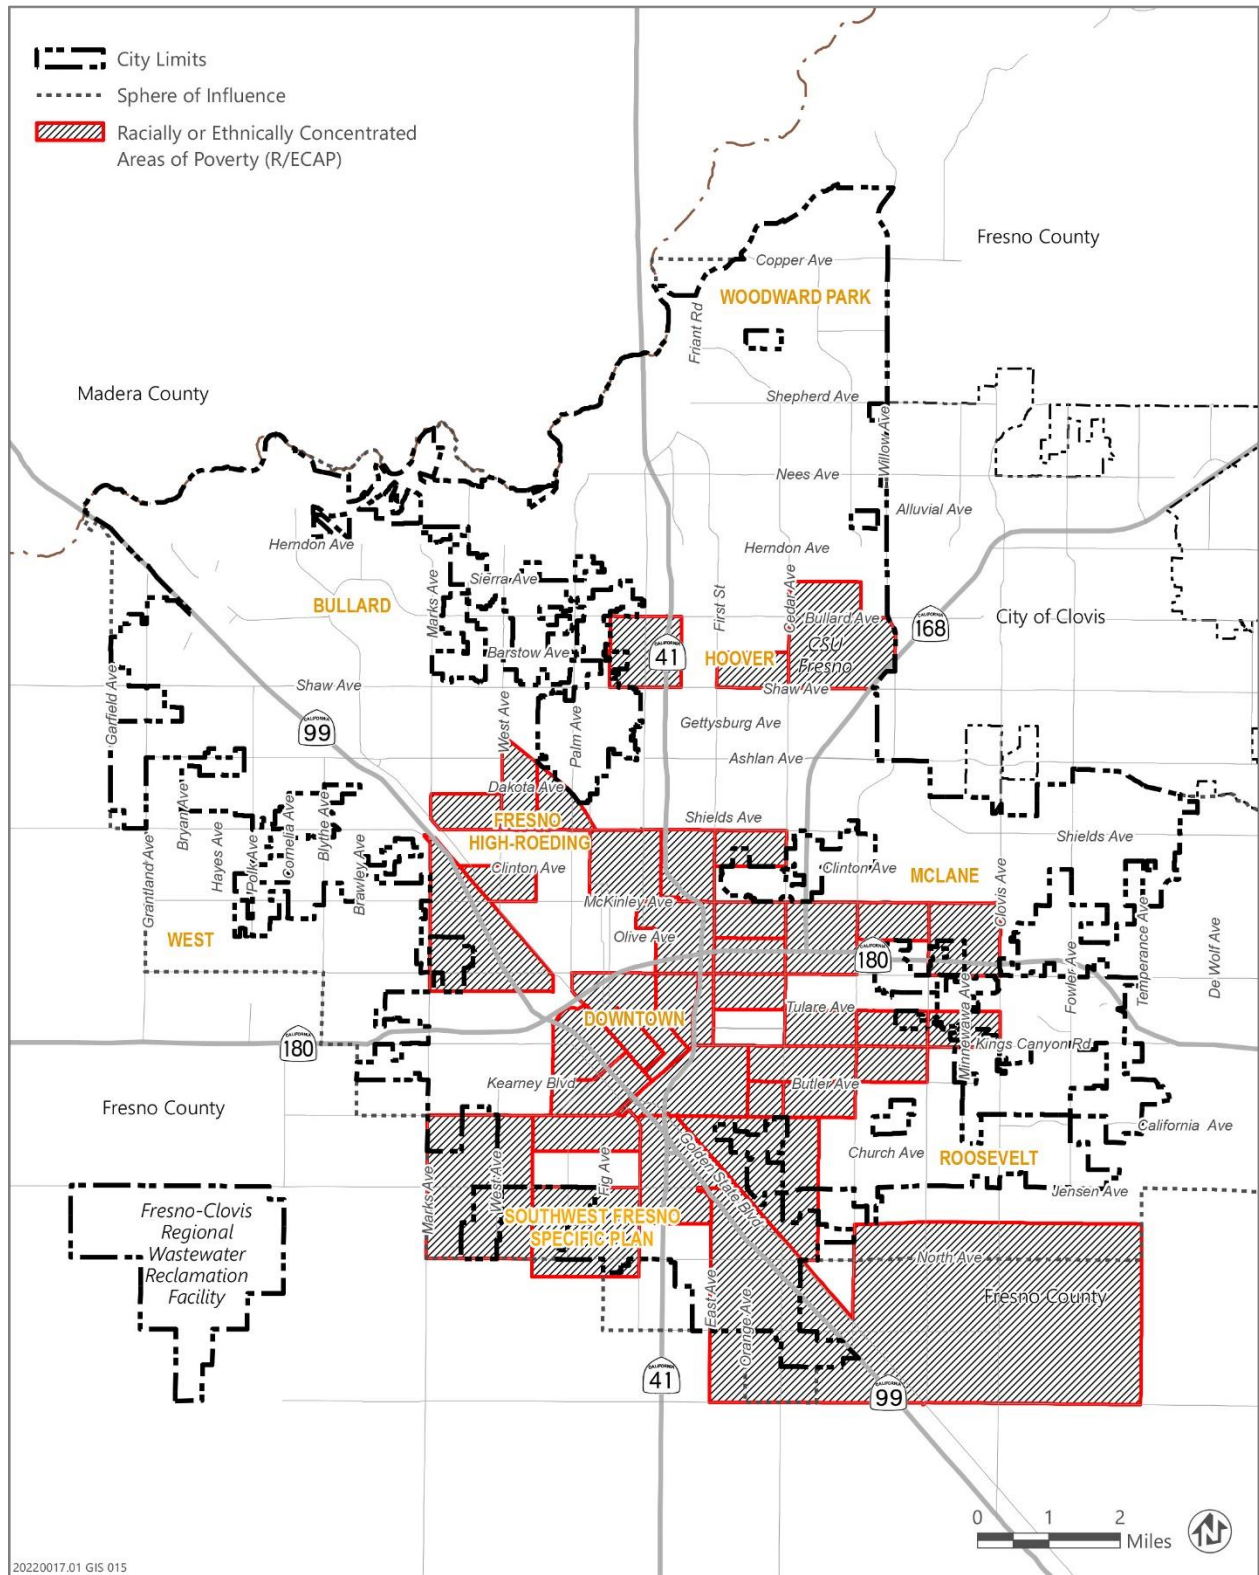 City Limits
Sphere of Influence
Racially or Ethnically Concentrated
Areas of Poverty (R/ECAP)
Fresno County
Copper Ave
WOODWARD PARK
Friant Rd
Madera County
Shepherd Ave
Willow Ave
Nees Ave
Alluvial Ave
Herndon Ave
Herndon Ave
Sierra Ave
Marks Ave
BULLARD
First St
Cedar Ave
Bullard Ave
CALIFORNIA
168
City of Clovis
CSU
Fresno
Barstow Ave
CALIFORNIA
41
HOOVER
Shaw Ave
Shaw Ave
Garfield Ave
CALIFORNIA
99
West Ave
Palm Ave
Gettysburg Ave
Ashlan Ave
Dakota Ave
FRESNO
HIGH-ROEDING
Shields Ave
Shields Ave
Bryan Ave
Hayes Ave
Polk Ave
Cornelia Ave
Blythe Ave
Brawley Ave
Grantland Ave
Clinton Ave
Clinton Ave
MCLANE
McKinley Ave
Clovis Ave
WEST
Olive Ave
CALIFORNIA
180
Fowler Ave
Temperance Ave
De Wolf Ave
Minnewawa Ave
DOWNTOWN
Tulare Ave
CALIFORNIA
180
Kings Canyon Rd
Kearney Blvd
Butler Ave
Fresno County
California Ave
Golden State Blvd
Church Ave
ROOSEVELT
Marks Ave
West Ave
Fig Ave
Jensen Ave
SOUTHWEST FRESNO
SPECIFIC PLAN
Fresno-Clovis
Regional
Wastewater
Reclamation
Facility
North Ave
East Ave
Orange Ave
Fresno County
CALIFORNIA
41
CALIFORNIA
99
0 1 2
Miles
N
20220017.01 GIS 015